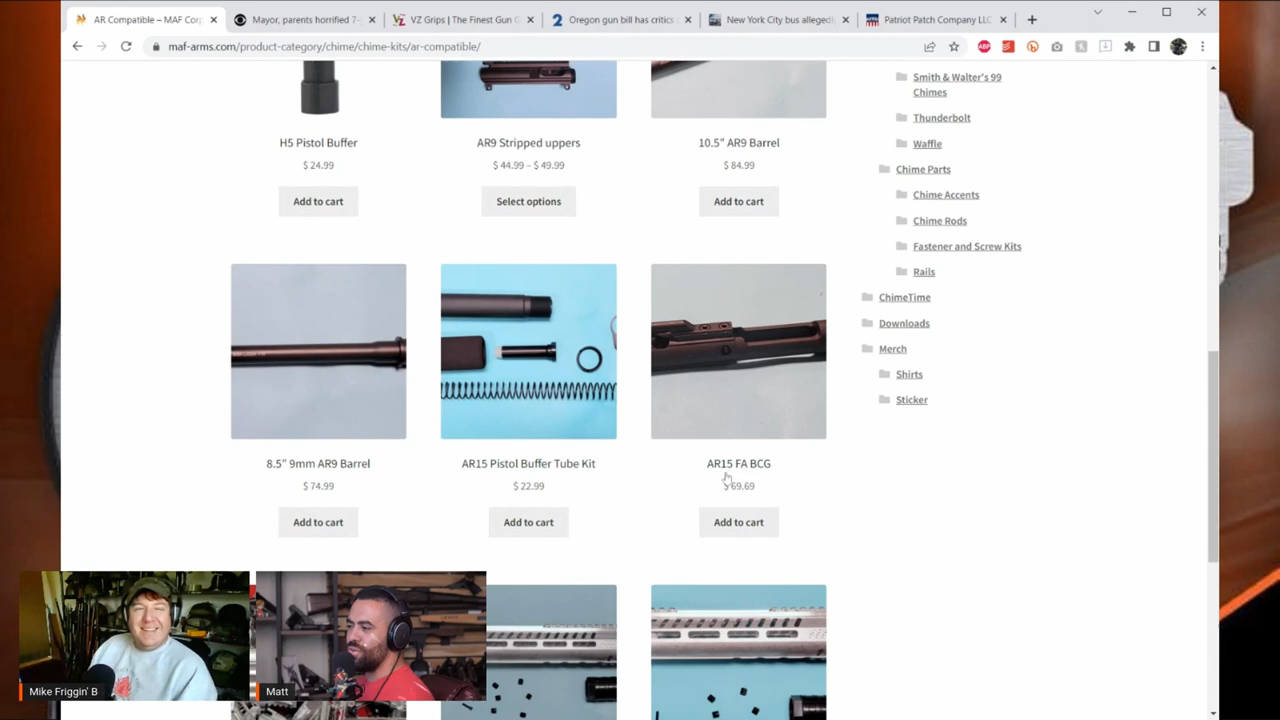 AR Compatible – MAF Corp
Mayor, parents horrified 7-
VZ Grips | The Finest Gun G
Oregon gun bill has critics
New York City bus alleged
Patriot Patch Company LLC
maf-arms.com/product-category/chime/chime-kits/ar-compatible/
ABP
H5 Pistol Buffer
$ 24.99
Add to cart
AR9 Stripped uppers
$ 44.99 – $ 49.99
Select options
10.5" AR9 Barrel
$ 84.99
Add to cart
8.5" 9mm AR9 Barrel
$ 74.99
Add to cart
AR15 Pistol Buffer Tube Kit
$ 22.99
Add to cart
AR15 FA BCG
$ 69.69
Add to cart
Smith & Walter's 99
Chimes
Thunderbolt
Waffle
Chime Parts
Chime Accents
Chime Rods
Fastener and Screw Kits
Rails
ChimeTime
Downloads
Merch
Shirts
Sticker
Mike Friggin' B
Matt